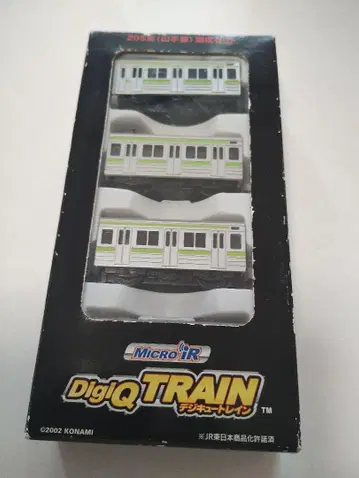 205系(山手線)
MICRO iR
DigiQ TRAIN
デジキュートレイン TM
©2002 KONAMI
JR東日本商品化許諾済